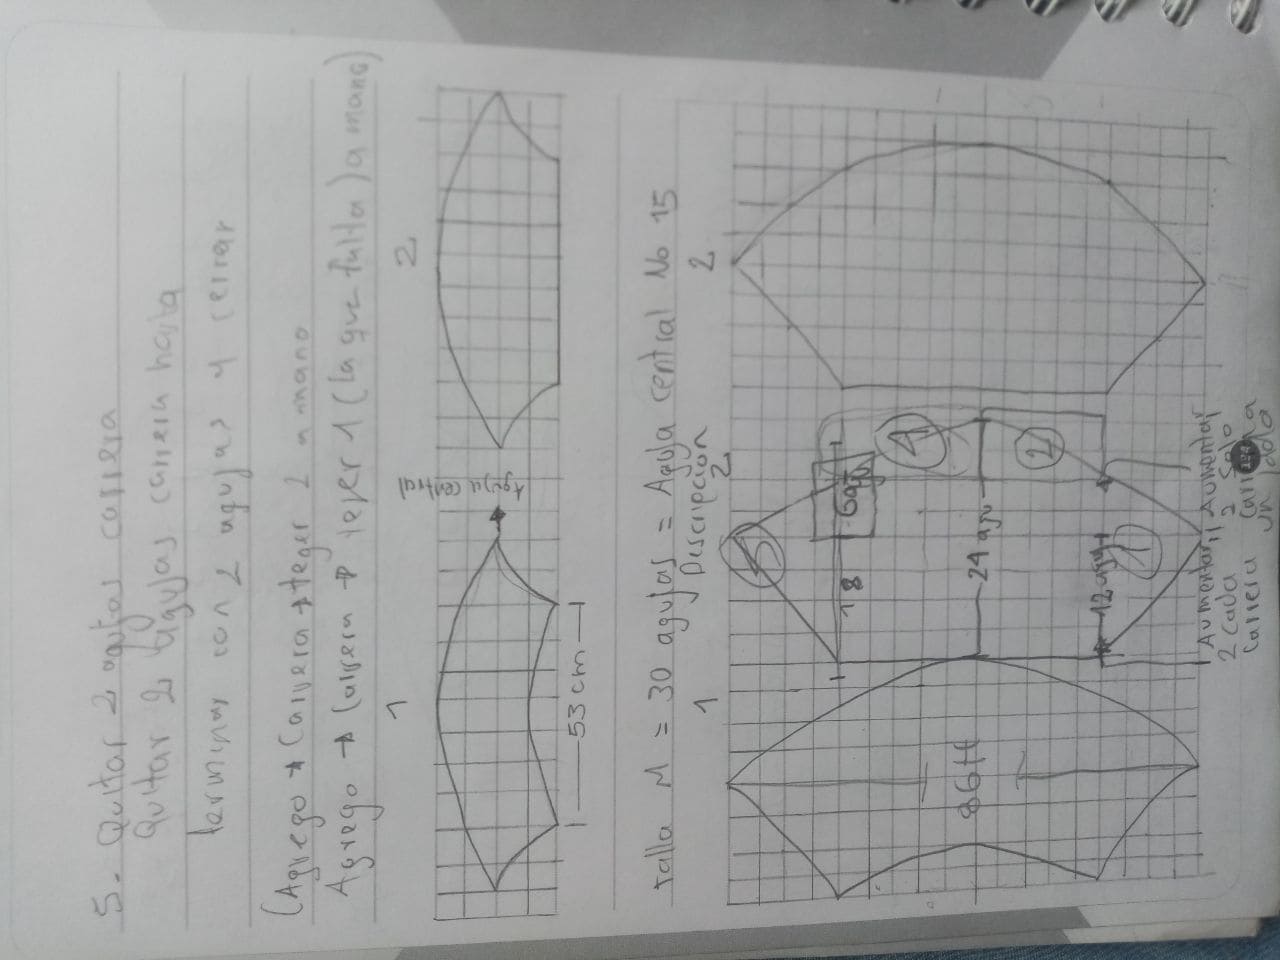 5.- Quitar 2 agujas carrera
Quitar 2 agujas carrera hasta
terminar con 2 agujas y cerrar
(Agrego → Carrera → tejer 2 a mano
Agrego → Carrera → tejer 1 (la que falta) a mano)
1
2
Aguja central
53 cm
talla M = 30 agujas = Aguja central No 15
Descripción
1
2
2
5
6 agu
18
4
24 agu
2
12 agu
1
86 tt
Aumentar
2 cada
carrera
Aumentar
2 solo
carrera
un lado